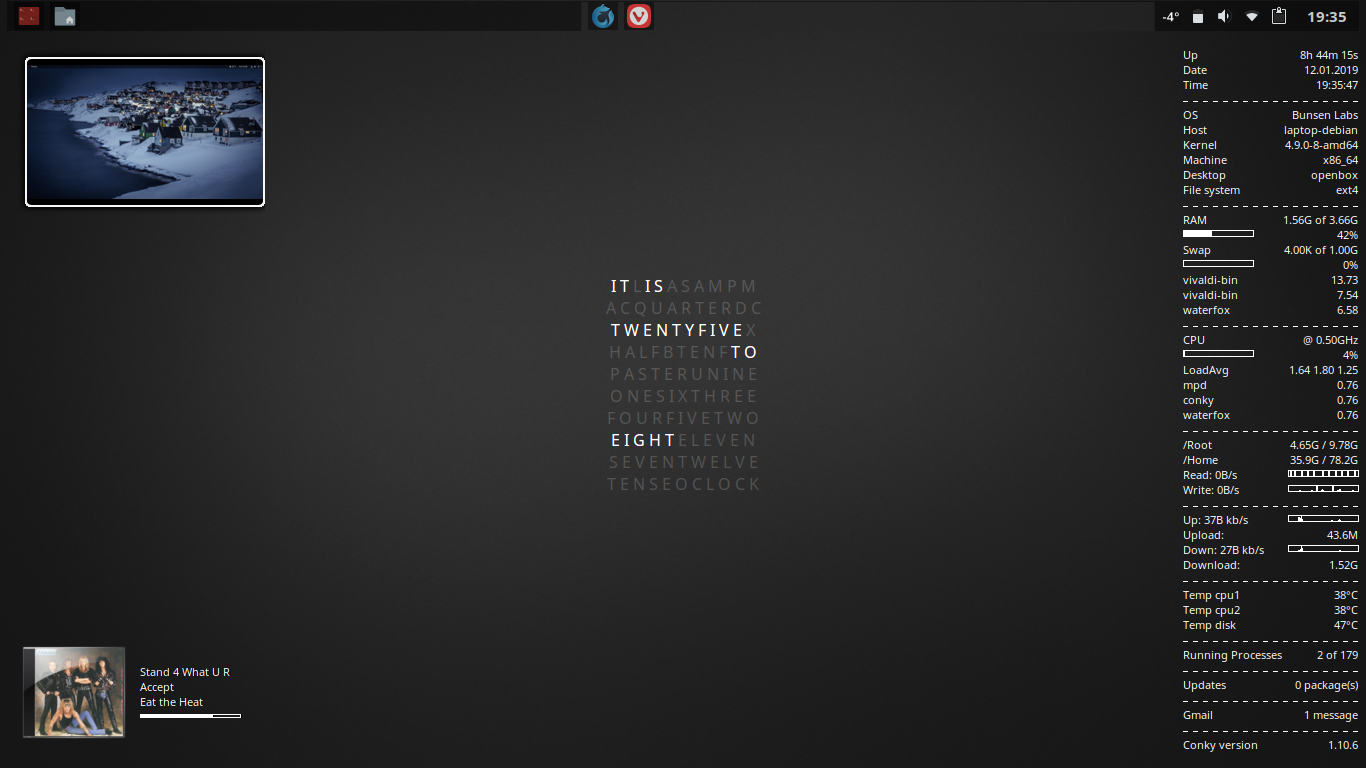 -4° 19:35
Up 8h 44m 15s
Date 12.01.2019
Time 19:35:47
OS Bunsen Labs
Host laptop-debian
Kernel 4.9.0-8-amd64
Machine x86_64
Desktop openbox
File system ext4
RAM 1.56G of 3.66G
42%
Swap 4.00K of 1.00G
0%
vivaldi-bin 13.73
vivaldi-bin 7.54
waterfox 6.58
CPU @ 0.50GHz
4%
LoadAvg 1.64 1.80 1.25
mpd 0.76
conky 0.76
waterfox 0.76
/Root 4.65G / 9.78G
/Home 35.9G / 78.2G
Read: 0B/s
Write: 0B/s
Up: 37B kb/s
Upload: 43.6M
Down: 27B kb/s
Download: 1.52G
Temp cpu1 38°C
Temp cpu2 38°C
Temp disk 47°C
Running Processes 2 of 179
Updates 0 package(s)
Gmail 1 message
Conky version 1.10.6
ITLISASAMPM
ACQUARTERDC
TWENTYFIVEX
HALFBTENFTO
PASTERUNINE
ONESIXTHREE
FOURFIVETWO
EIGHTELEVEN
SEVENTWELVE
TENSEOCLOCK
Stand 4 What U R
Accept
Eat the Heat